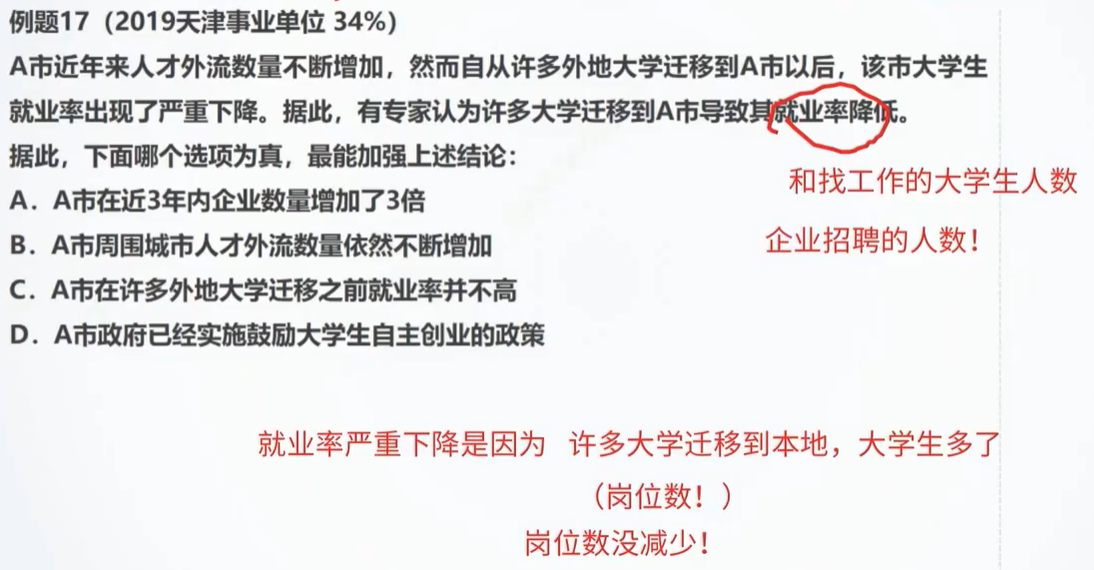 例题17（2019天津事业单位 34%）
A市近年来人才外流数量不断增加，然而自从许多外地大学迁移到A市以后，该市大学生
就业率出现了严重下降。据此，有专家认为许多大学迁移到A市导致其就业率降低。
据此，下面哪个选项为真，最能加强上述结论：
和找工作的大学生人数
A．A市在近3年内企业数量增加了3倍
企业招聘的人数！
B．A市周围城市人才外流数量依然不断增加
C．A市在许多外地大学迁移之前就业率并不高
D．A市政府已经实施鼓励大学生自主创业的政策
就业率严重下降是因为 许多大学迁移到本地，大学生多了
（岗位数！）
岗位数没减少！